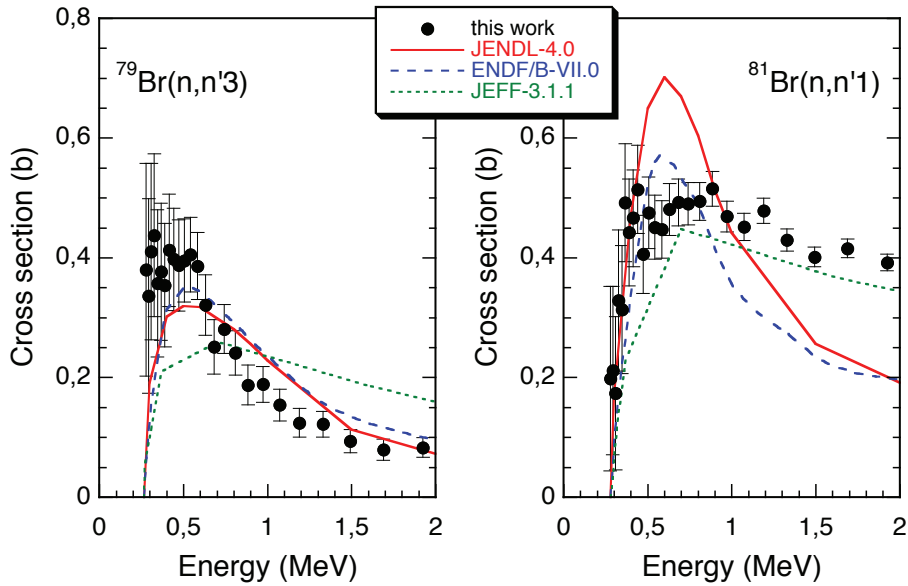 this work
JENDL-4.0
ENDF/B-VII.0
JEFF-3.1.1
⁷⁹Br(n,n'3)
0,8
0,6
0,4
0,2
0
Cross section (b)
0
0,5
1
1,5
2
Energy (MeV)
⁸¹Br(n,n'1)
0,8
0,6
0,4
0,2
0
Cross section (b)
0
0,5
1
1,5
2
Energy (MeV)